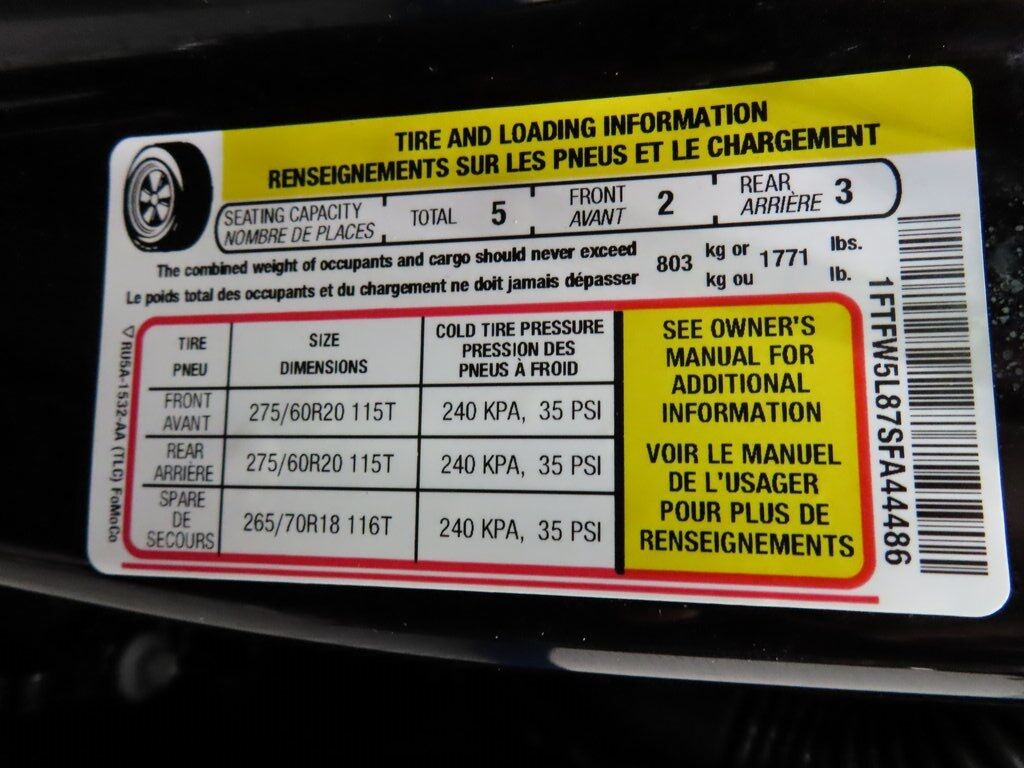 TIRE AND LOADING INFORMATION
RENSEIGNEMENTS SUR LES PNEUS ET LE CHARGEMENT
SEATING CAPACITY
NOMBRE DE PLACES
TOTAL 5
FRONT
AVANT
2
REAR
ARRIÈRE
3
The combined weight of occupants and cargo should never exceed
Le poids total des occupants et du chargement ne doit jamais dépasser
803
kg or
kg ou
1771
lbs.
lb.
TIRE
PNEU
SIZE
DIMENSIONS
COLD TIRE PRESSURE
PRESSION DES
PNEUS À FROID
FRONT
AVANT
275/60R20 115T
240 KPA, 35 PSI
REAR
ARRIÈRE
275/60R20 115T
240 KPA, 35 PSI
SPARE
DE
SECOURS
265/70R18 116T
240 KPA, 35 PSI
SEE OWNER'S
MANUAL FOR
ADDITIONAL
INFORMATION
VOIR LE MANUEL
DE L'USAGER
POUR PLUS DE
RENSEIGNEMENTS
▽ RU5A-1532-AA (TLC) FoMoCo
1FTFW5L87SFA44486